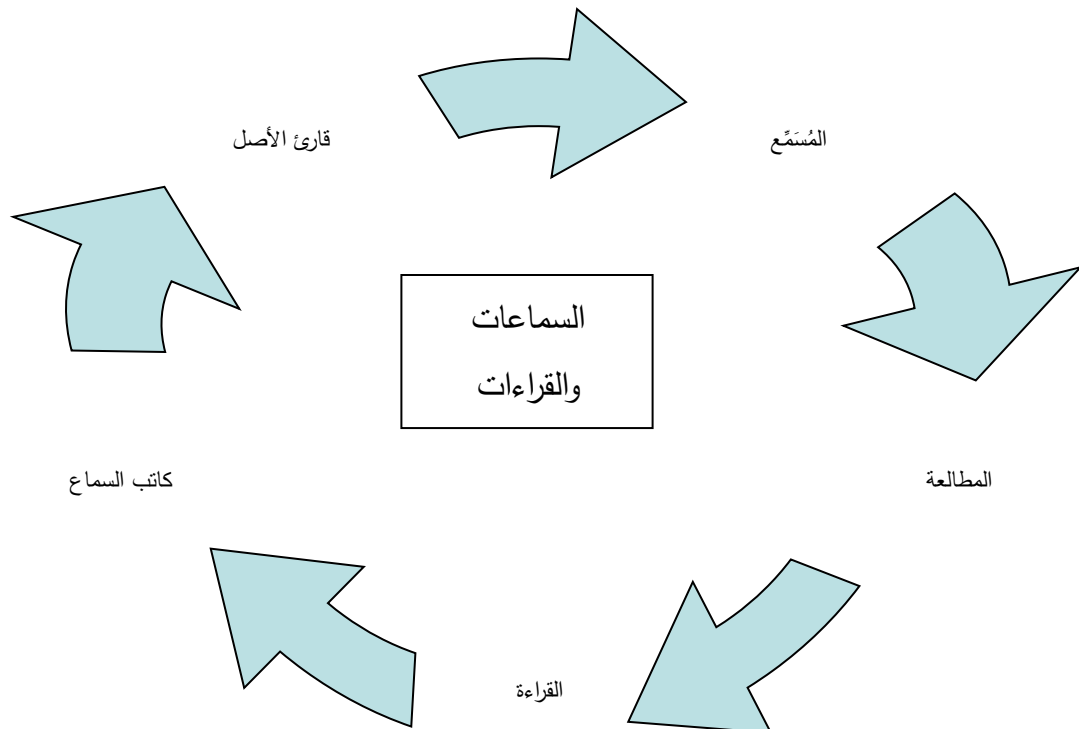 المُسَمِّع
قارئ الأصل
السماعات
والقراءات
المطالعة
كاتب السماع
القراءة